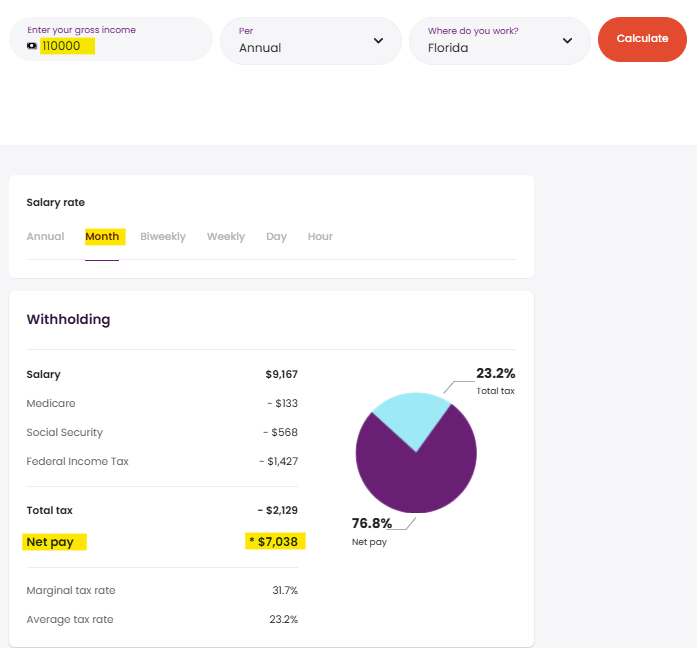 Enter your gross income
110000
Per
Annual
Where do you work?
Florida
Calculate
Salary rate
Annual Month Biweekly Weekly Day Hour
Withholding
Salary $9,167
Medicare - $133
Social Security - $568
Federal Income Tax - $1,427
Total tax - $2,129
Net pay * $7,038
Marginal tax rate 31.7%
Average tax rate 23.2%
23.2%
Total tax
76.8%
Net pay